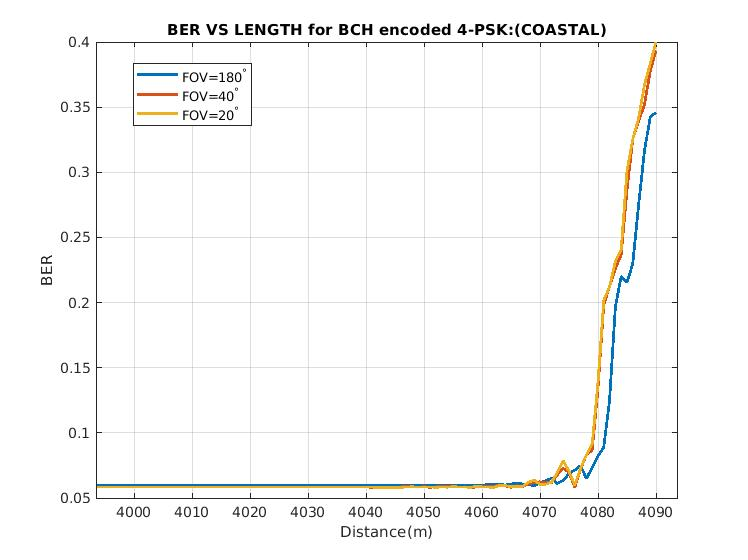 BER VS LENGTH for BCH encoded 4-PSK:(COASTAL)
0.4
0.35
0.3
0.25
0.2
0.15
0.1
0.05
BER
FOV=180°
FOV=40°
FOV=20°
4000 4010 4020 4030 4040 4050 4060 4070 4080 4090
Distance(m)